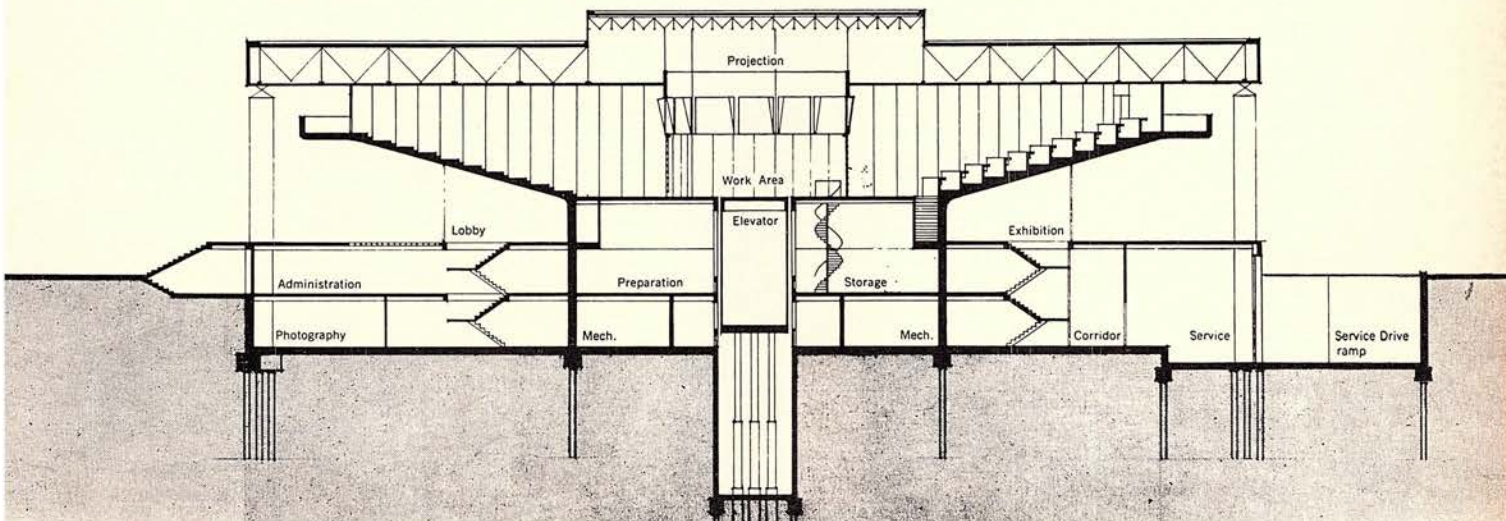 Projection
Work Area
Elevator
Lobby
Exhibition
Administration
Preparation
Storage
Photography
Mech.
Mech.
Corridor
Service
Service Drive
ramp